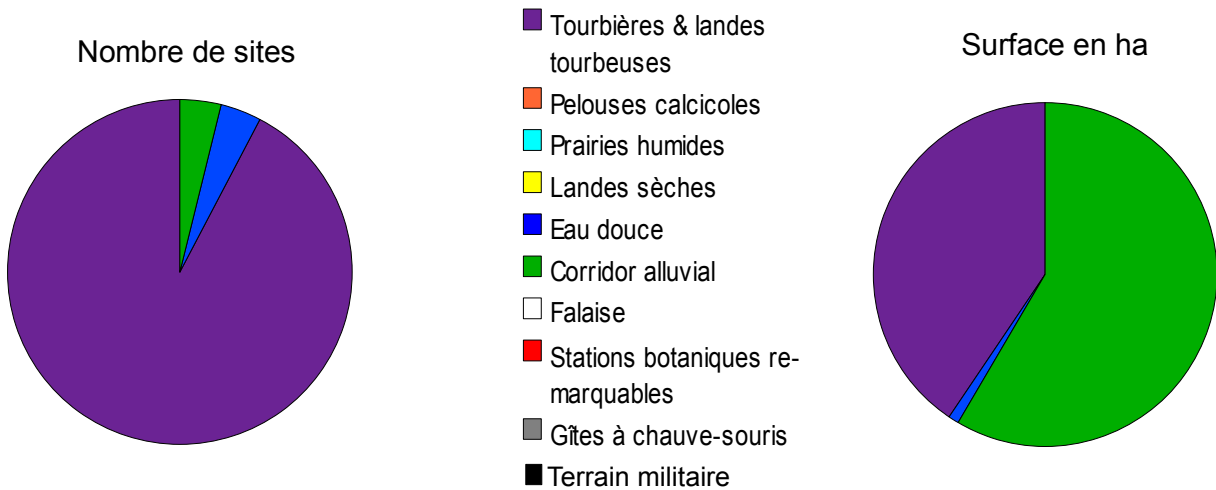 Nombre de sites
Tourbières & landes
tourbeuses
Pelouses calcicoles
Prairies humides
Landes sèches
Eau douce
Corridor alluvial
Falaise
Stations botaniques re-
marquables
Gîtes à chauve-souris
Terrain militaire
Surface en ha